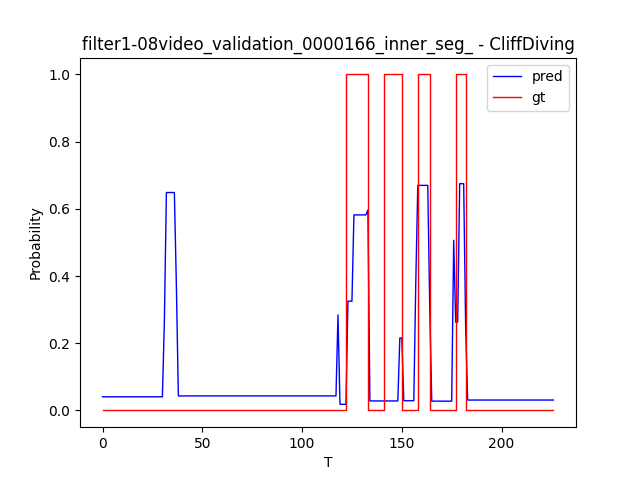 filter1-08video_validation_0000166_inner_seg_ - CliffDiving
pred
gt
1.0
0.8
0.6
0.4
0.2
0.0
Probability
0
50
100
150
200
T